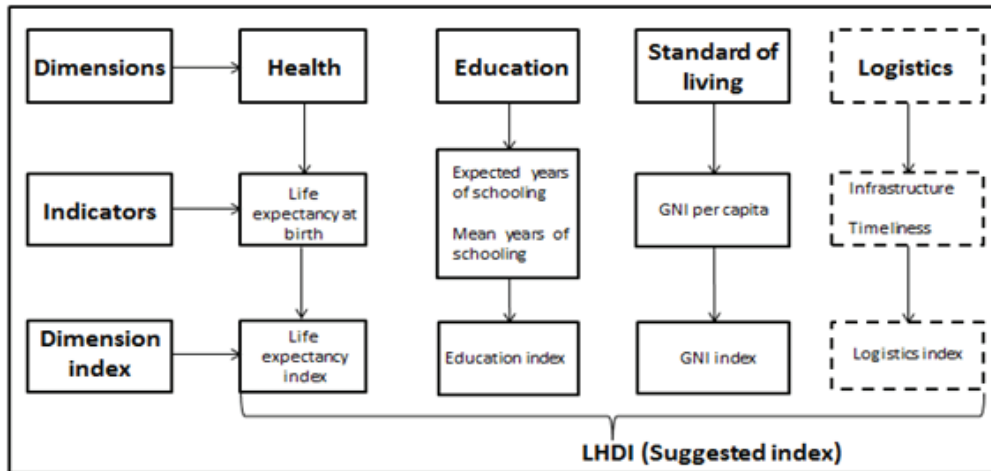 Dimensions
Health
Education
Standard of
living
Logistics
Indicators
Life
expectancy at
birth
Expected years
of schooling
Mean years of
schooling
GNI per capita
Infrastructure
Timeliness
Dimension
index
Life
expectancy
index
Education index
GNI index
Logistics index
LHDI (Suggested index)